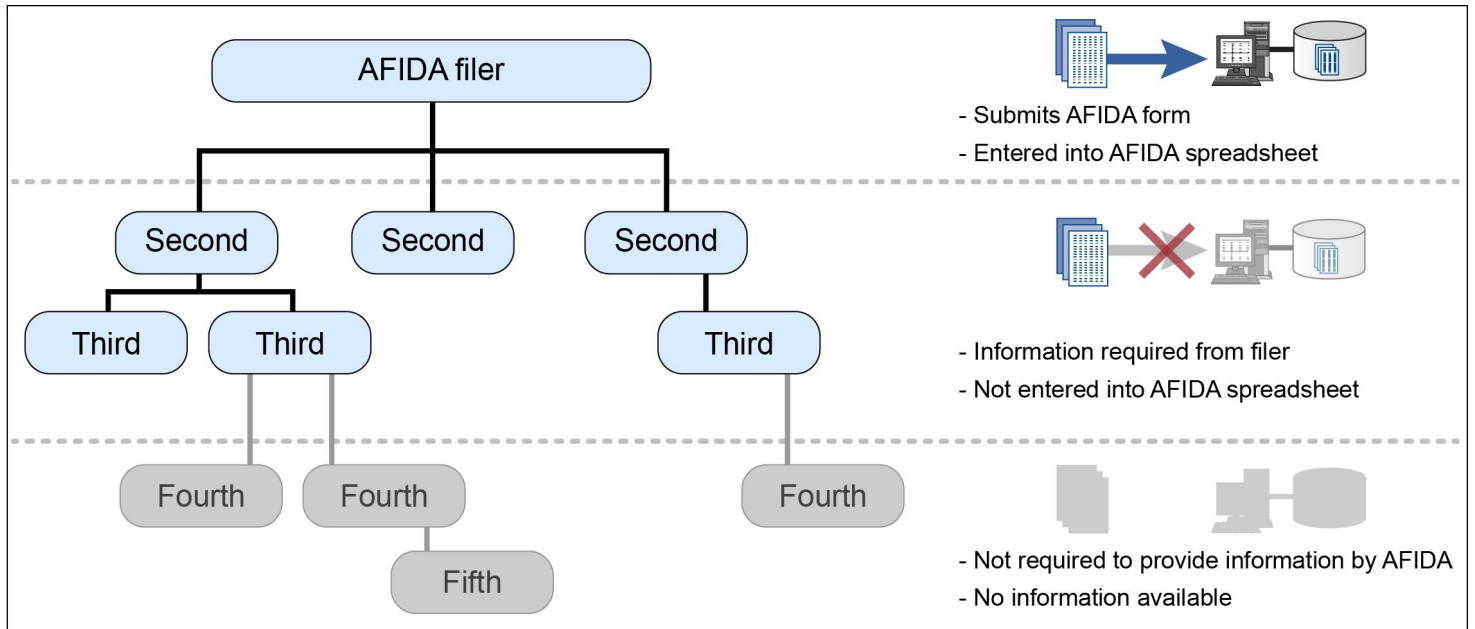 AFIDA filer
- Submits AFIDA form
- Entered into AFIDA spreadsheet
Second Second Second
Third Third Third
- Information required from filer
- Not entered into AFIDA spreadsheet
Fourth Fourth Fourth
Fifth
- Not required to provide information by AFIDA
- No information available